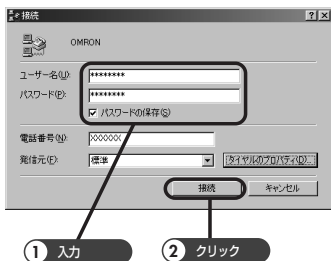 接続
OMRON
ユーザー名(U):
********
パスワード(P):
********
パスワードの保存(S)
電話番号(N):
XXXXXX
発信元(F):
標準
ダイヤルのプロパティ(D)...
接続
キャンセル
1 入力
2 クリック